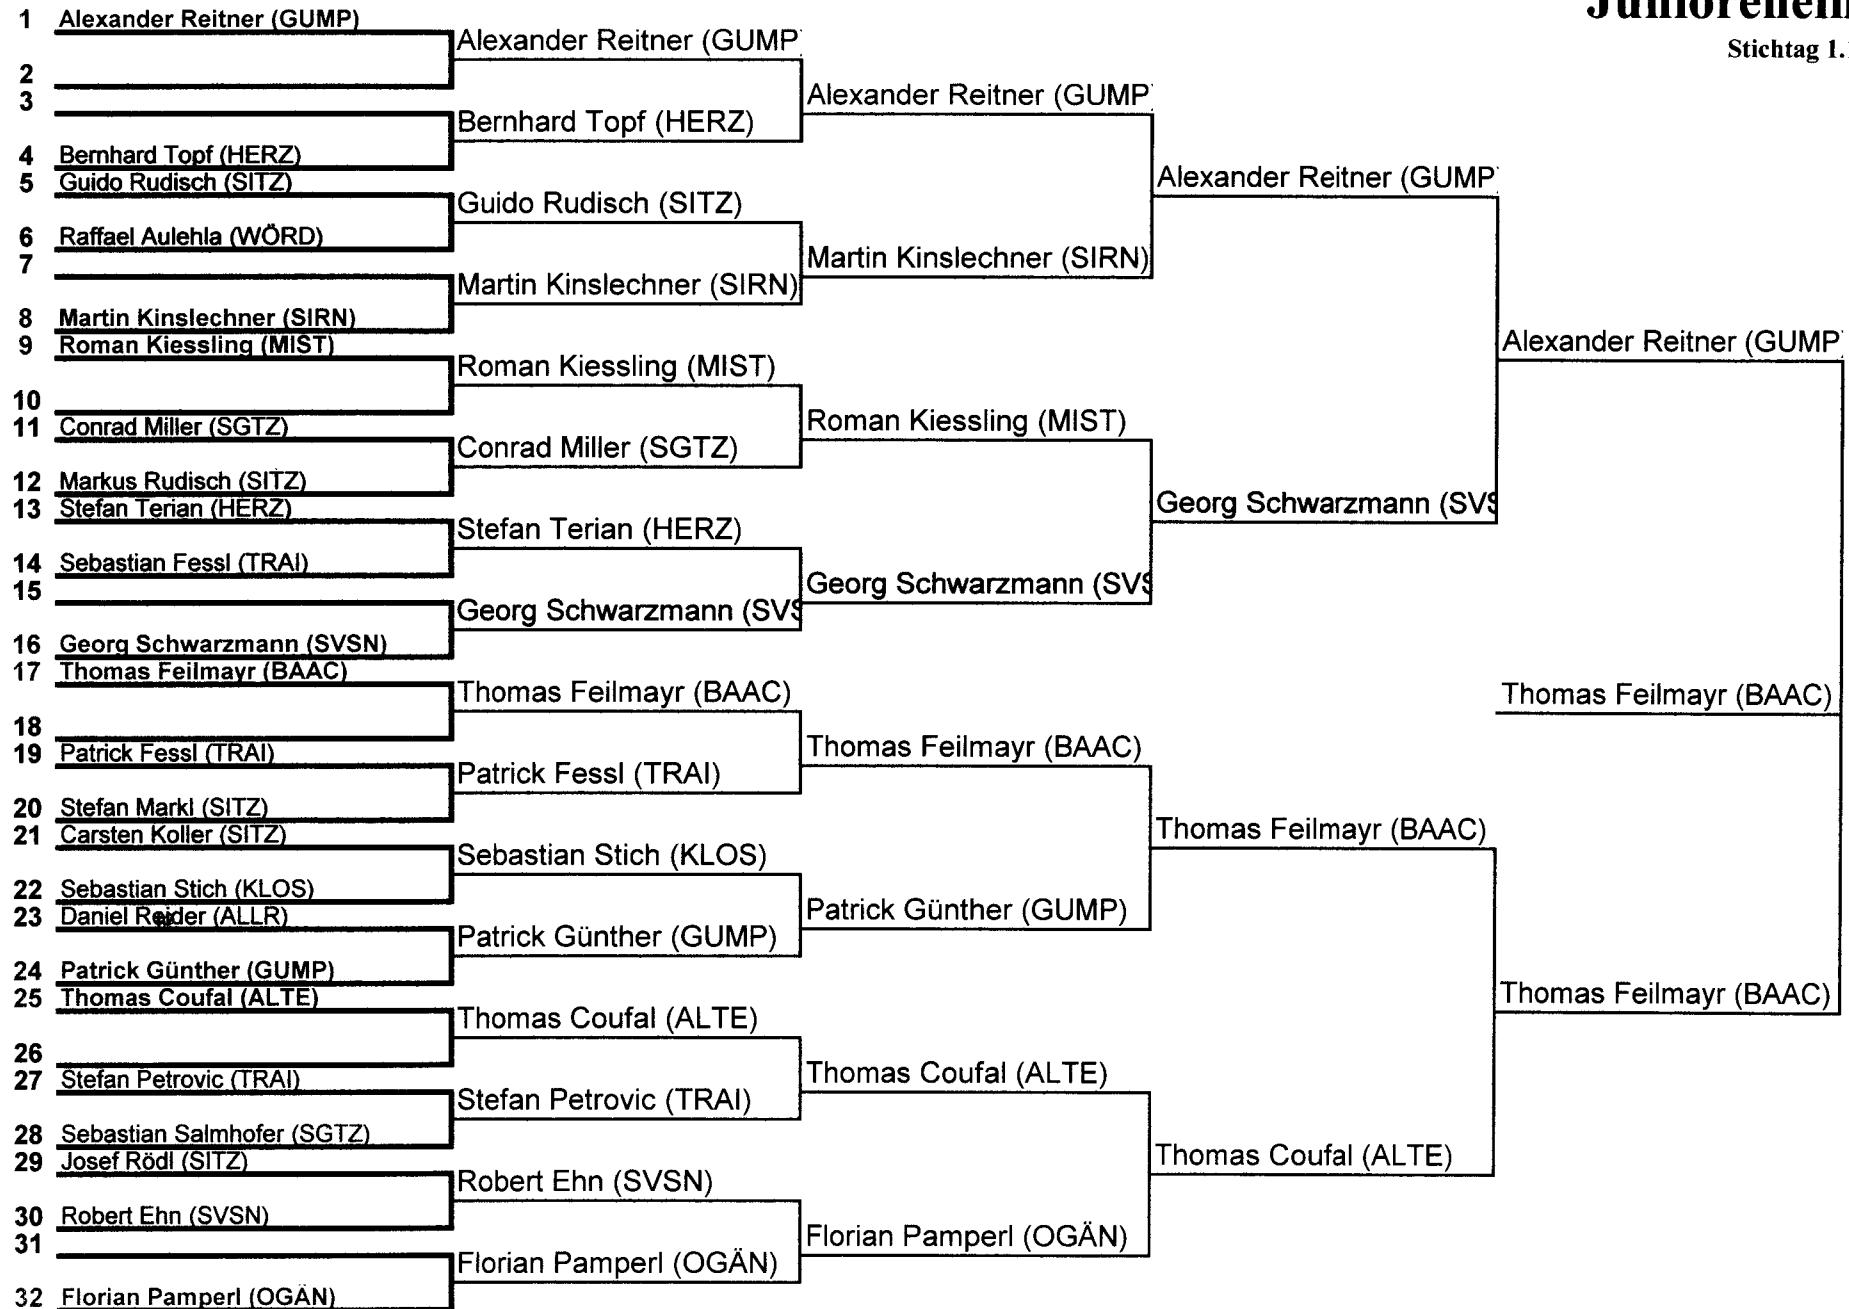 Stichtag 1.
1 Alexander Reitner (GUMP)
2
3
4 Bernhard Topf (HERZ)
5 Guido Rudisch (SITZ)
6 Raffael Aulehla (WÖRD)
7
8 Martin Kinslechner (SIRN)
9 Roman Kiessling (MIST)
10
11 Conrad Miller (SGTZ)
12 Markus Rudisch (SITZ)
13 Stefan Terian (HERZ)
14 Sebastian Fessl (TRAI)
15
16 Georg Schwarzmann (SVSN)
17 Thomas Feilmayr (BAAC)
18
19 Patrick Fessl (TRAI)
20 Stefan Markl (SITZ)
21 Carsten Koller (SITZ)
22 Sebastian Stich (KLOS)
23 Daniel Reider (ALLR)
24 Patrick Günther (GUMP)
25 Thomas Coufal (ALTE)
26
27 Stefan Petrovic (TRAI)
28 Sebastian Salmhofer (SGTZ)
29 Josef Rödl (SITZ)
30 Robert Ehn (SVSN)
31
32 Florian Pamperl (OGÄN)
Alexander Reitner (GUMP
Bernhard Topf (HERZ)
Guido Rudisch (SITZ)
Martin Kinslechner (SIRN)
Roman Kiessling (MIST)
Conrad Miller (SGTZ)
Stefan Terian (HERZ)
Georg Schwarzmann (SVS
Thomas Feilmayr (BAAC)
Patrick Fessl (TRAI)
Sebastian Stich (KLOS)
Patrick Günther (GUMP)
Thomas Coufal (ALTE)
Stefan Petrovic (TRAI)
Robert Ehn (SVSN)
Florian Pamperl (OGÄN)
Alexander Reitner (GUMP
Martin Kinslechner (SIRN)
Roman Kiessling (MIST)
Georg Schwarzmann (SVS
Thomas Feilmayr (BAAC)
Patrick Günther (GUMP)
Thomas Coufal (ALTE)
Florian Pamperl (OGÄN)
Alexander Reitner (GUMP
Georg Schwarzmann (SVS
Thomas Feilmayr (BAAC)
Thomas Coufal (ALTE)
Alexander Reitner (GUMP
Thomas Feilmayr (BAAC)
Thomas Feilmayr (BAAC)